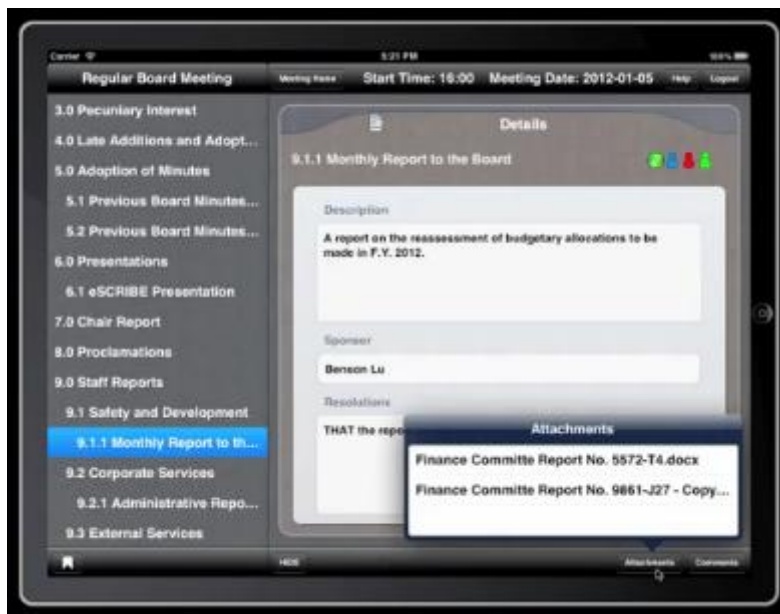 Carrier
5:21 PM
100%
Regular Board Meeting
Meeting Home
Start Time: 16:00
Meeting Date: 2012-01-05
Help
Logout
3.0 Pecuniary Interest
4.0 Late Additions and Adopt...
5.0 Adoption of Minutes
5.1 Previous Board Minutes...
5.2 Previous Board Minutes...
6.0 Presentations
6.1 eSCRIBE Presentation
7.0 Chair Report
8.0 Proclamations
9.0 Staff Reports
9.1 Safety and Development
9.1.1 Monthly Report to th...
9.2 Corporate Services
9.2.1 Administrative Repo...
9.3 External Services
Details
9.1.1 Monthly Report to the Board
Description
A report on the reassessment of budgetary allocations to be
made in F.Y. 2012.
Sponsor
Benson Lu
Resolutions
THAT the repo
Attachments
Finance Committe Report No. 5572-T4.docx
Finance Committe Report No. 9861-J27 - Copy...
HIDE
Attachments
Comments